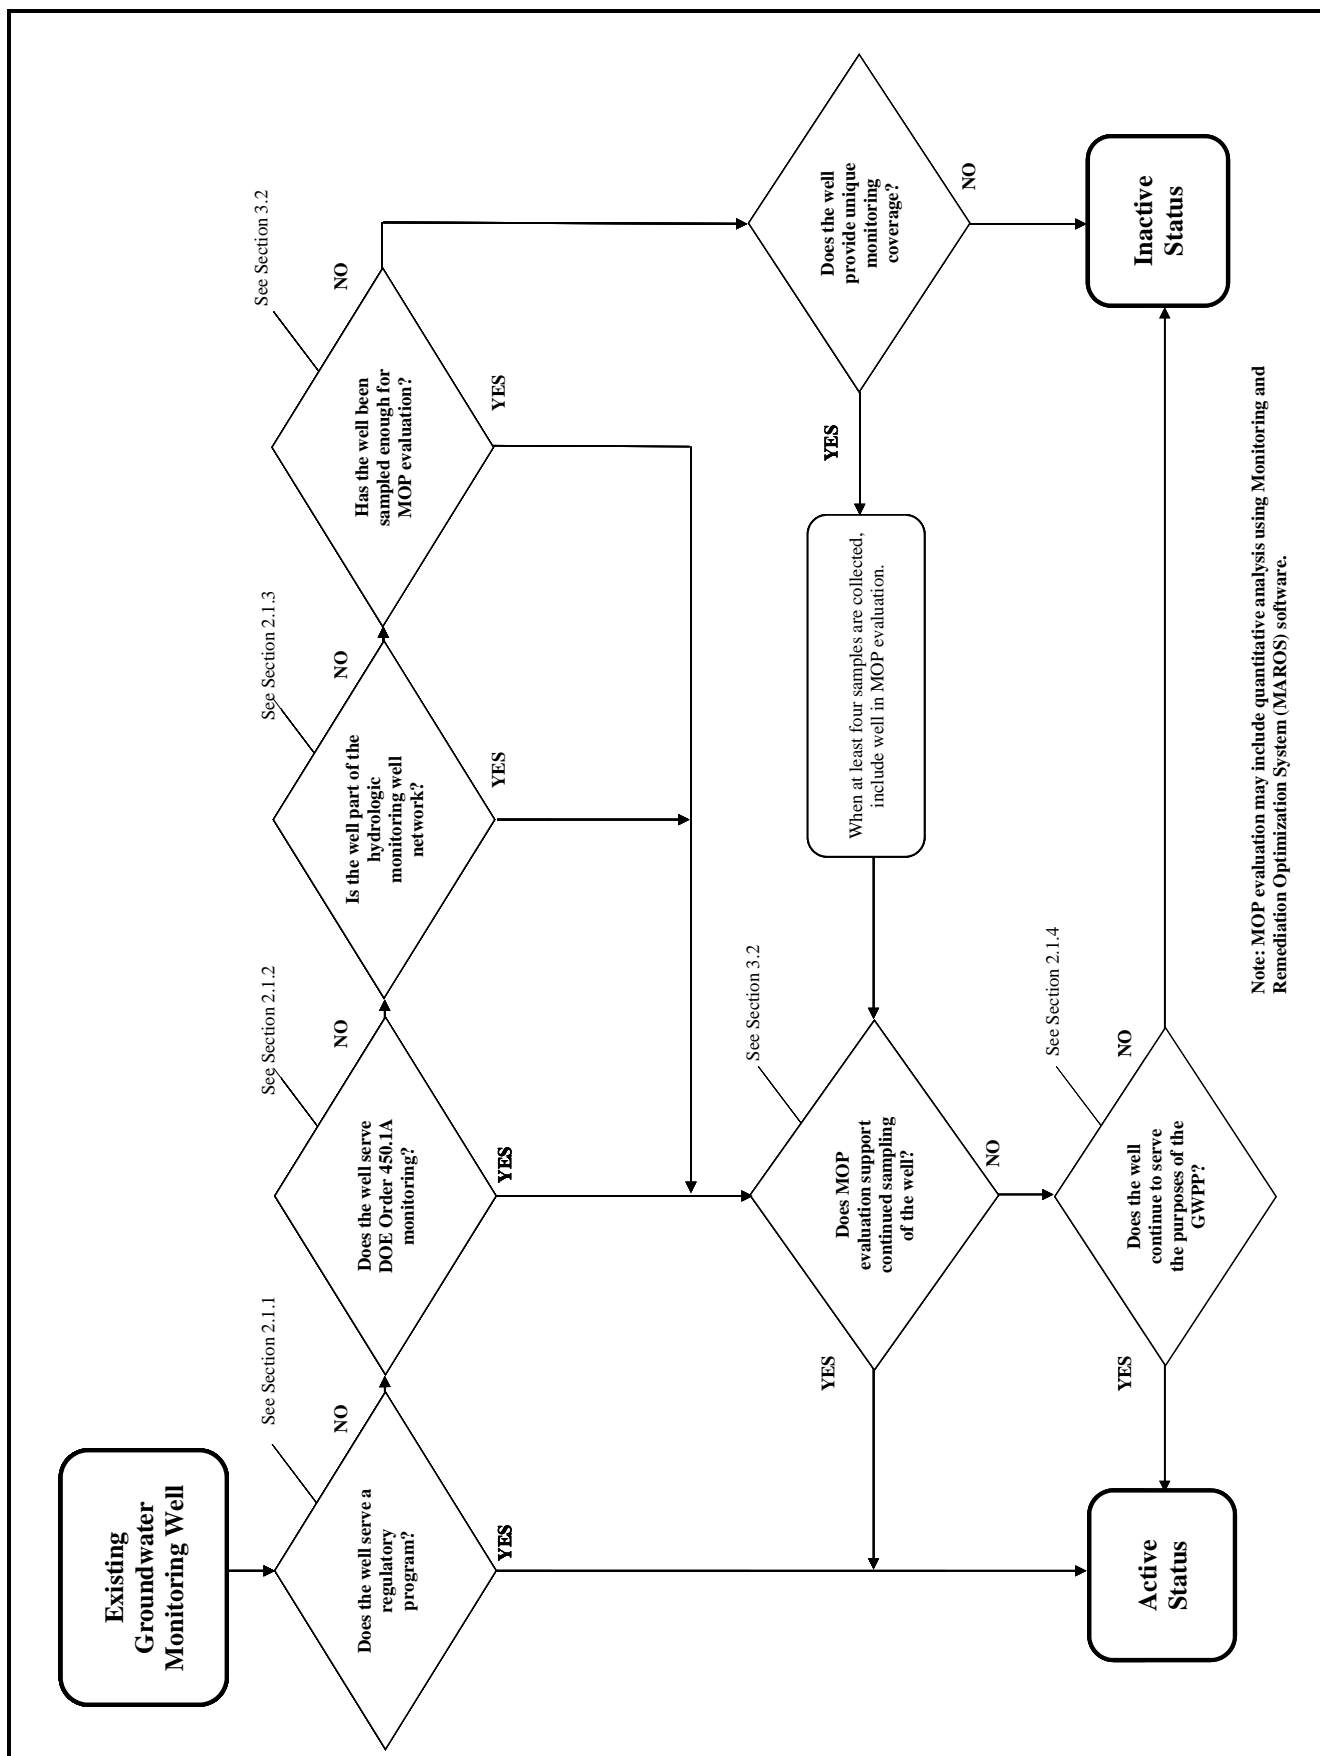 Existing
Groundwater
Monitoring Well
See Section 2.1.1
Does the well serve a
regulatory
program?
NO
YES
See Section 2.1.2
Does the well serve
DOE Order 450.1A
monitoring?
NO
YES
See Section 2.1.3
Is the well part of the
hydrologic
monitoring well
network?
NO
YES
See Section 3.2
Has the well been
sampled enough for
MOP evaluation?
NO
YES
See Section 3.2
Does MOP
evaluation support
continued sampling
of the well?
YES
NO
When at least four samples are collected,
include well in MOP evaluation.
YES
Does the well
provide unique
monitoring
coverage?
NO
See Section 2.1.4
Does the well
continue to serve
the purposes of the
GWPP?
YES
NO
Active
Status
Inactive
Status
Note: MOP evaluation may include quantitative analysis using Monitoring and
Remediation Optimization System (MAROS) software.